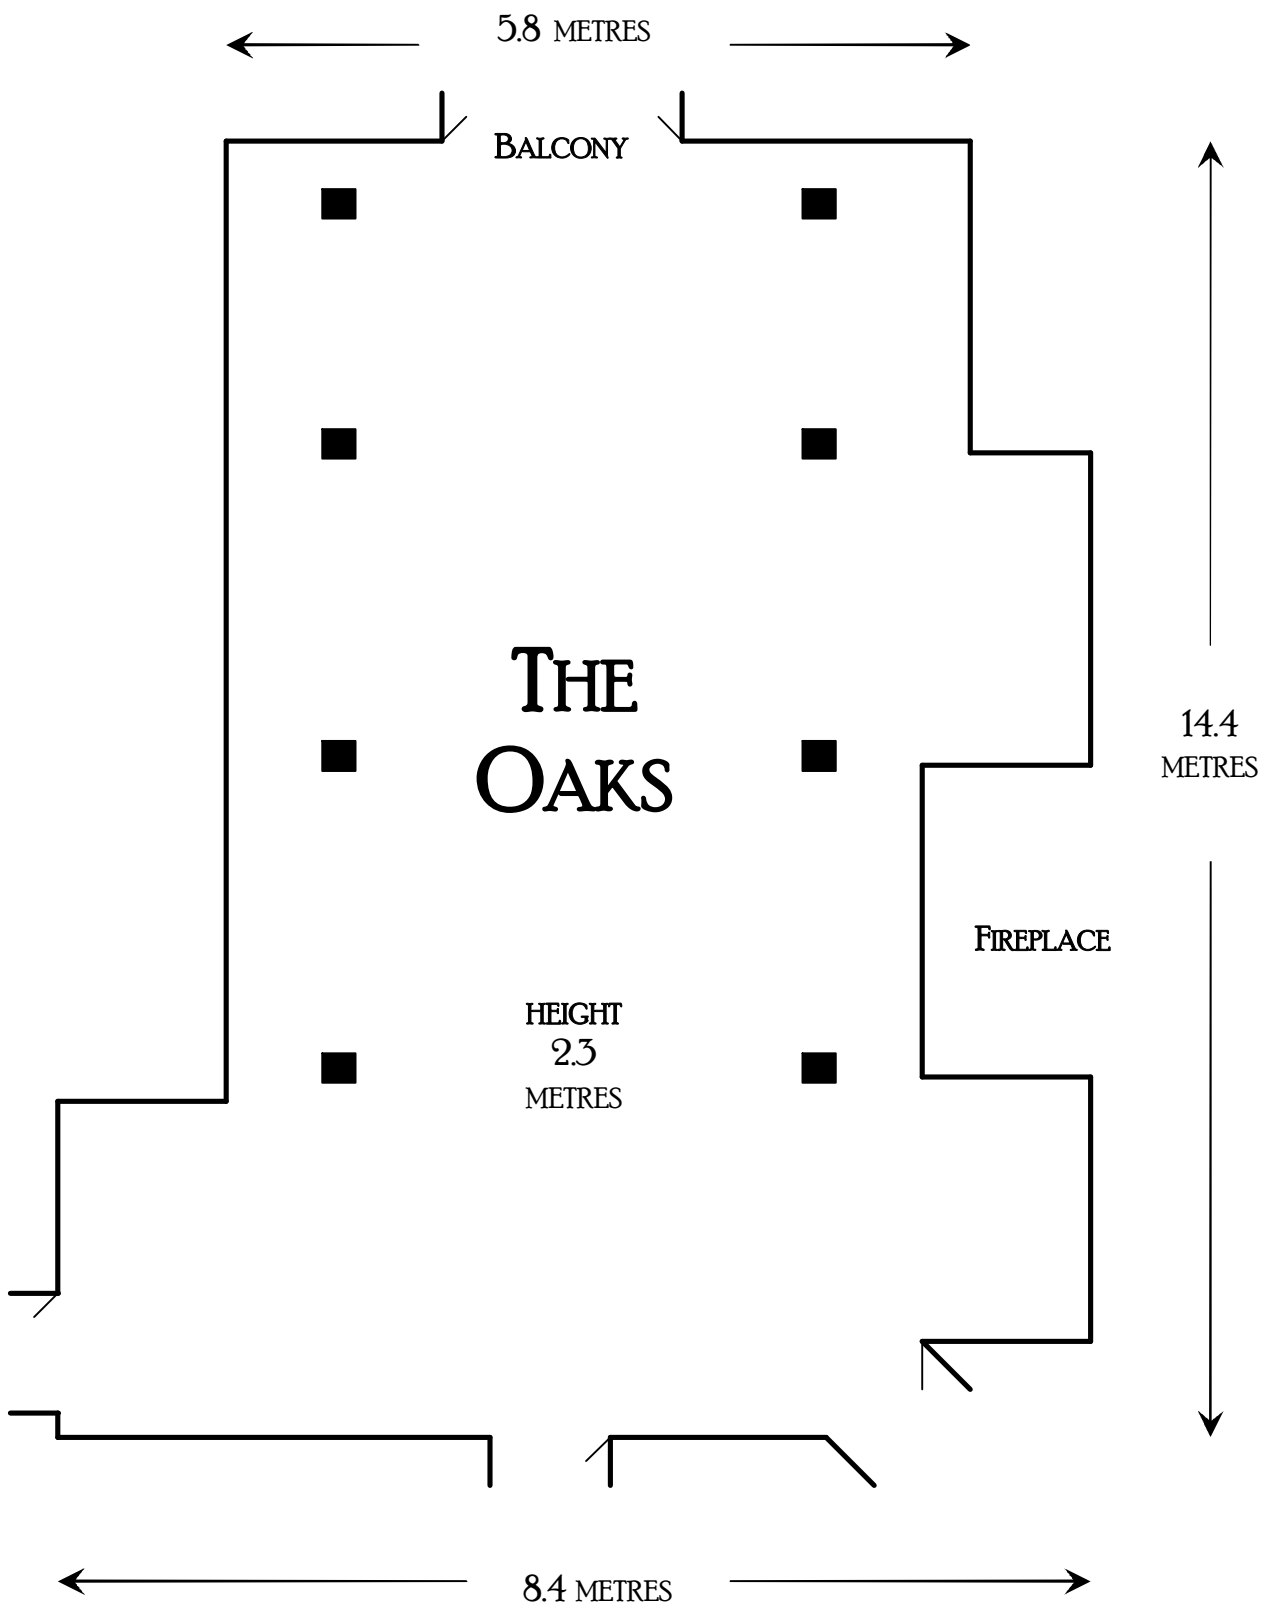 5.8 METRES
BALCONY
THE
OAKS
14.4
METRES
FIREPLACE
HEIGHT
2.3
METRES
8.4 METRES